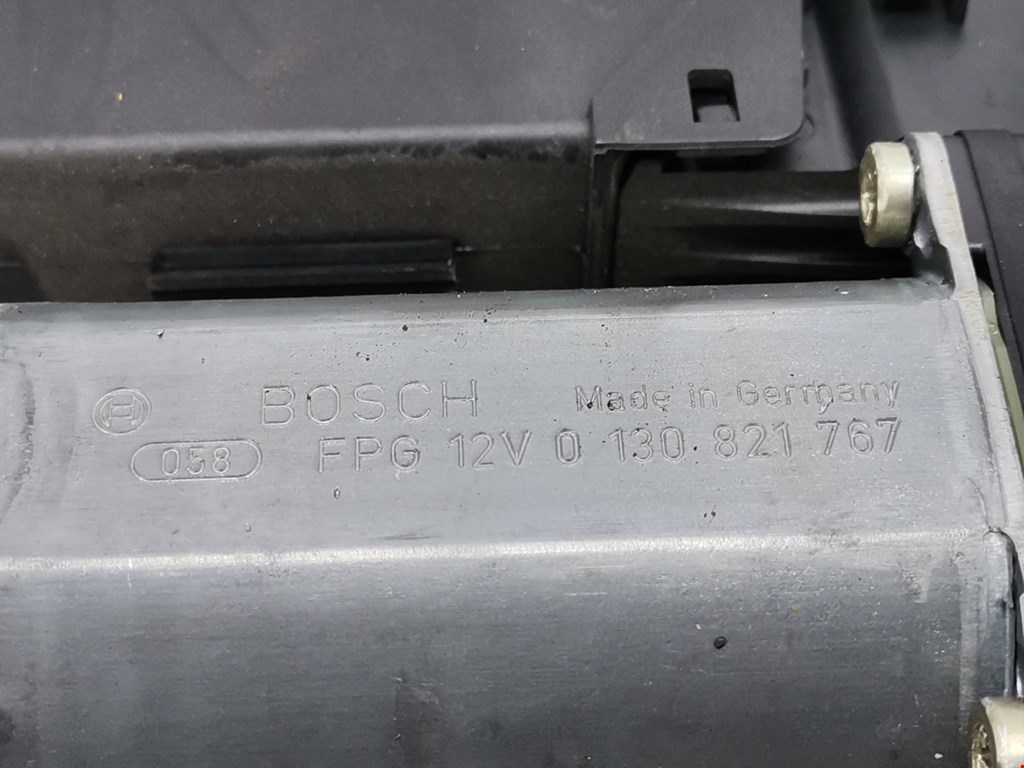 BOSCH Made in Germany
058 FPG 12V 0 130 821 767